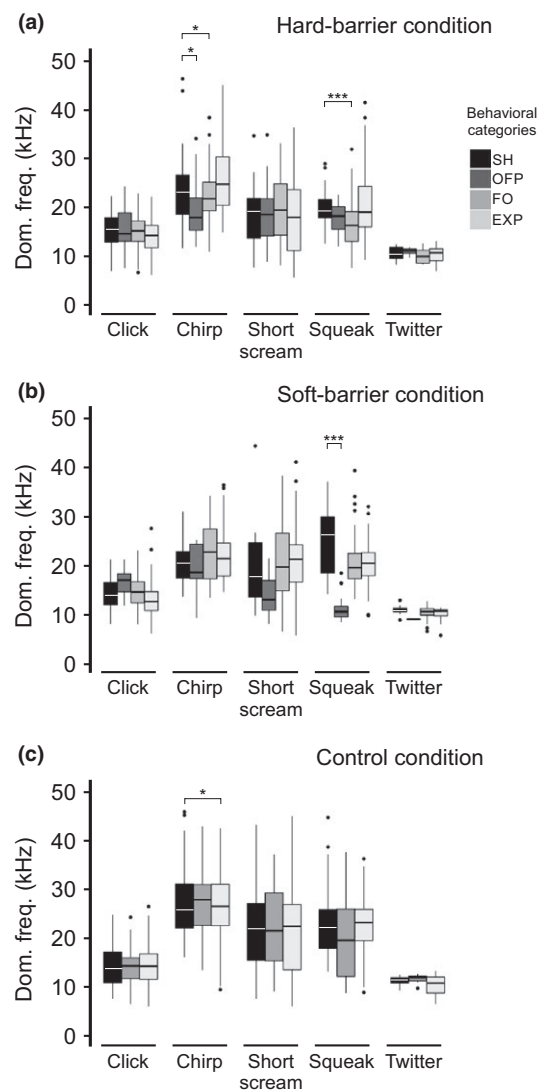 (a) Hard-barrier condition
* 
*
***
Behavioral
categories
SH
OFP
FO
EXP
50
40
30
20
10
0
Dom. freq. (kHz)
Click Chirp Short Squeak Twitter
scream
(b) Soft-barrier condition
***
50
40
30
20
10
0
Dom. freq. (kHz)
Click Chirp Short Squeak Twitter
scream
(c) Control condition
*
50
40
30
20
10
0
Dom. freq. (kHz)
Click Chirp Short Squeak Twitter
scream